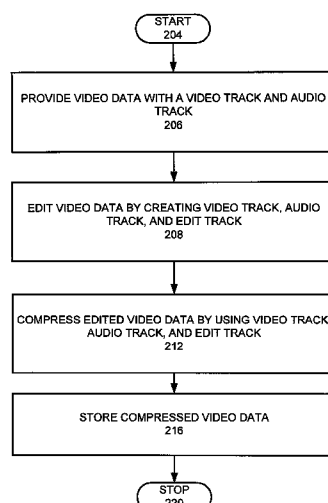 START
204
PROVIDE VIDEO DATA WITH A VIDEO TRACK AND AUDIO
TRACK
206
EDIT VIDEO DATA BY CREATING VIDEO TRACK, AUDIO
TRACK, AND EDIT TRACK
208
COMPRESS EDITED VIDEO DATA BY USING VIDEO TRACK
AUDIO TRACK, AND EDIT TRACK
212
STORE COMPRESSED VIDEO DATA
216
STOP
220